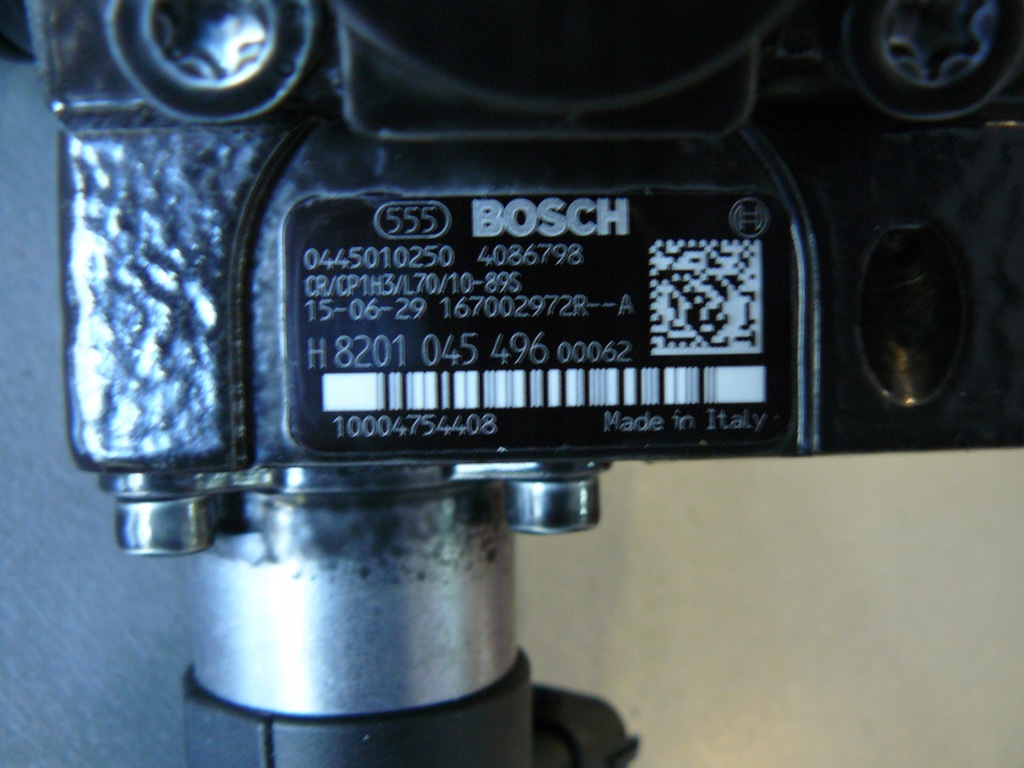 555 BOSCH
0445010250 4086798
CR/CP1H3/L70/10-89S
15-06-29 167002972R--A
H 8201 045 496 00062
10004754408 Made in Italy